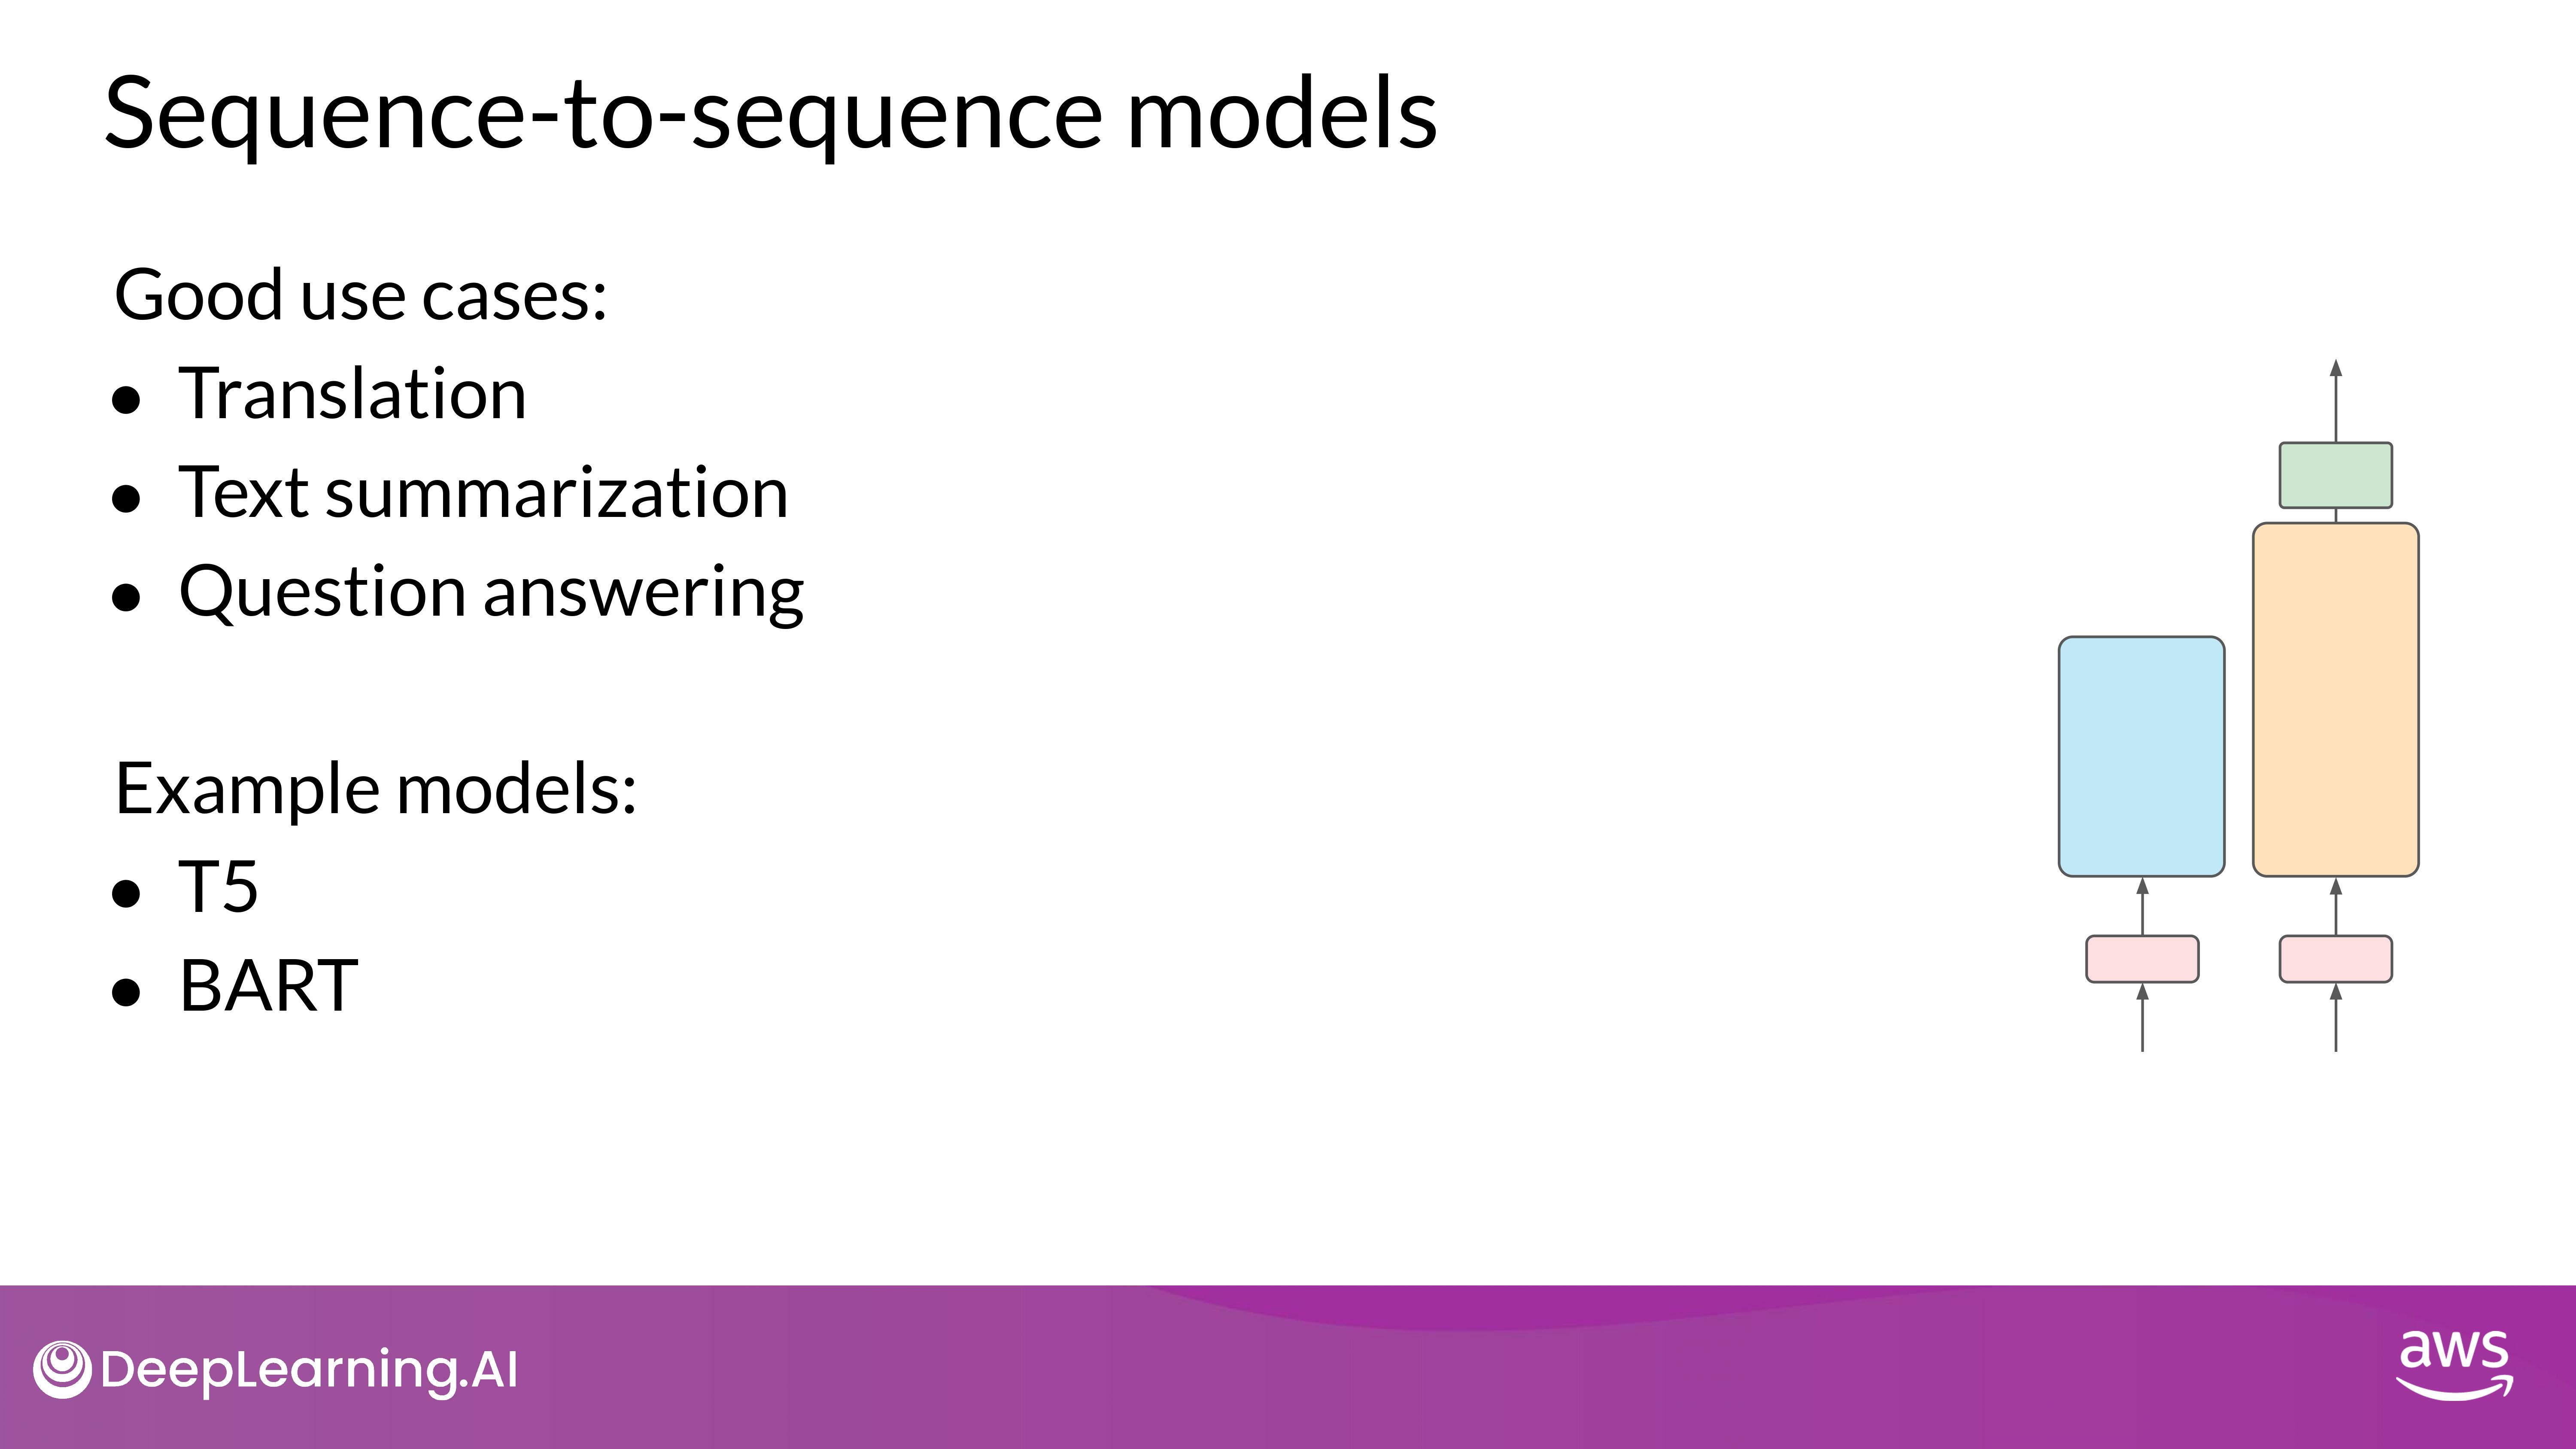 Sequence-to-sequence models
Good use cases:
● Translation
● Text summarization
● Question answering
Example models:
● T5
● BART
DeepLearning.AI
aws